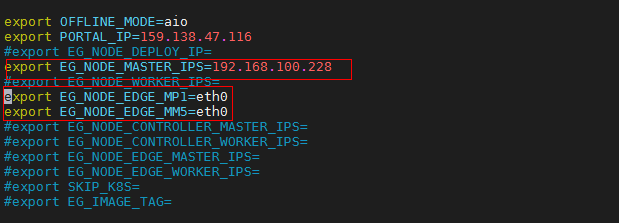 export OFFLINE_MODE=aio
export PORTAL_IP=159.138.47.116
#export EG_NODE_DEPLOY_IP=
export EG_NODE_MASTER_IPS=192.168.100.228
#export EG_NODE_WORKER_IPS=
export EG_NODE_EDGE_MP1=eth0
export EG_NODE_EDGE_MM5=eth0
#export EG_NODE_CONTROLLER_MASTER_IPS=
#export EG_NODE_CONTROLLER_WORKER_IPS=
#export EG_NODE_EDGE_MASTER_IPS=
#export EG_NODE_EDGE_WORKER_IPS=
#export SKIP_K8S=
#export EG_IMAGE_TAG=